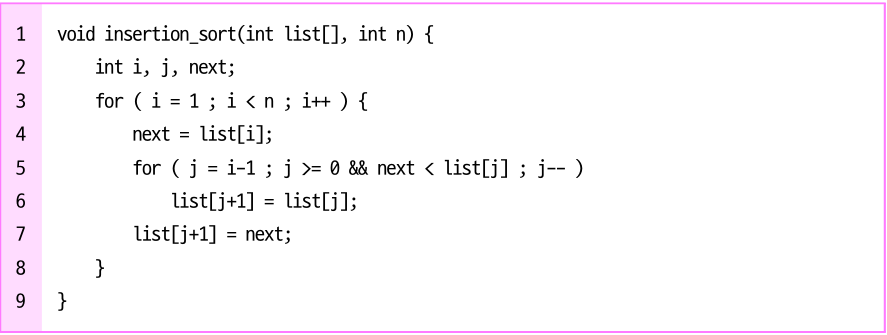 1 void insertion_sort(int list[], int n) {
2 int i, j, next;
3 for ( i = 1 ; i < n ; i++ ) {
4 next = list[i];
5 for ( j = i-1 ; j >= 0 && next < list[j] ; j-- )
6 list[j+1] = list[j];
7 list[j+1] = next;
8 }
9 }